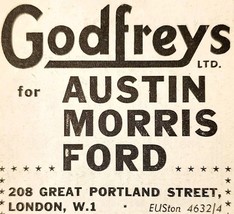 Godfreys
LTD.
for AUSTIN
MORRIS
FORD
208 GREAT PORTLAND STREET,
LONDON, W.1 · EUSton 4632/4